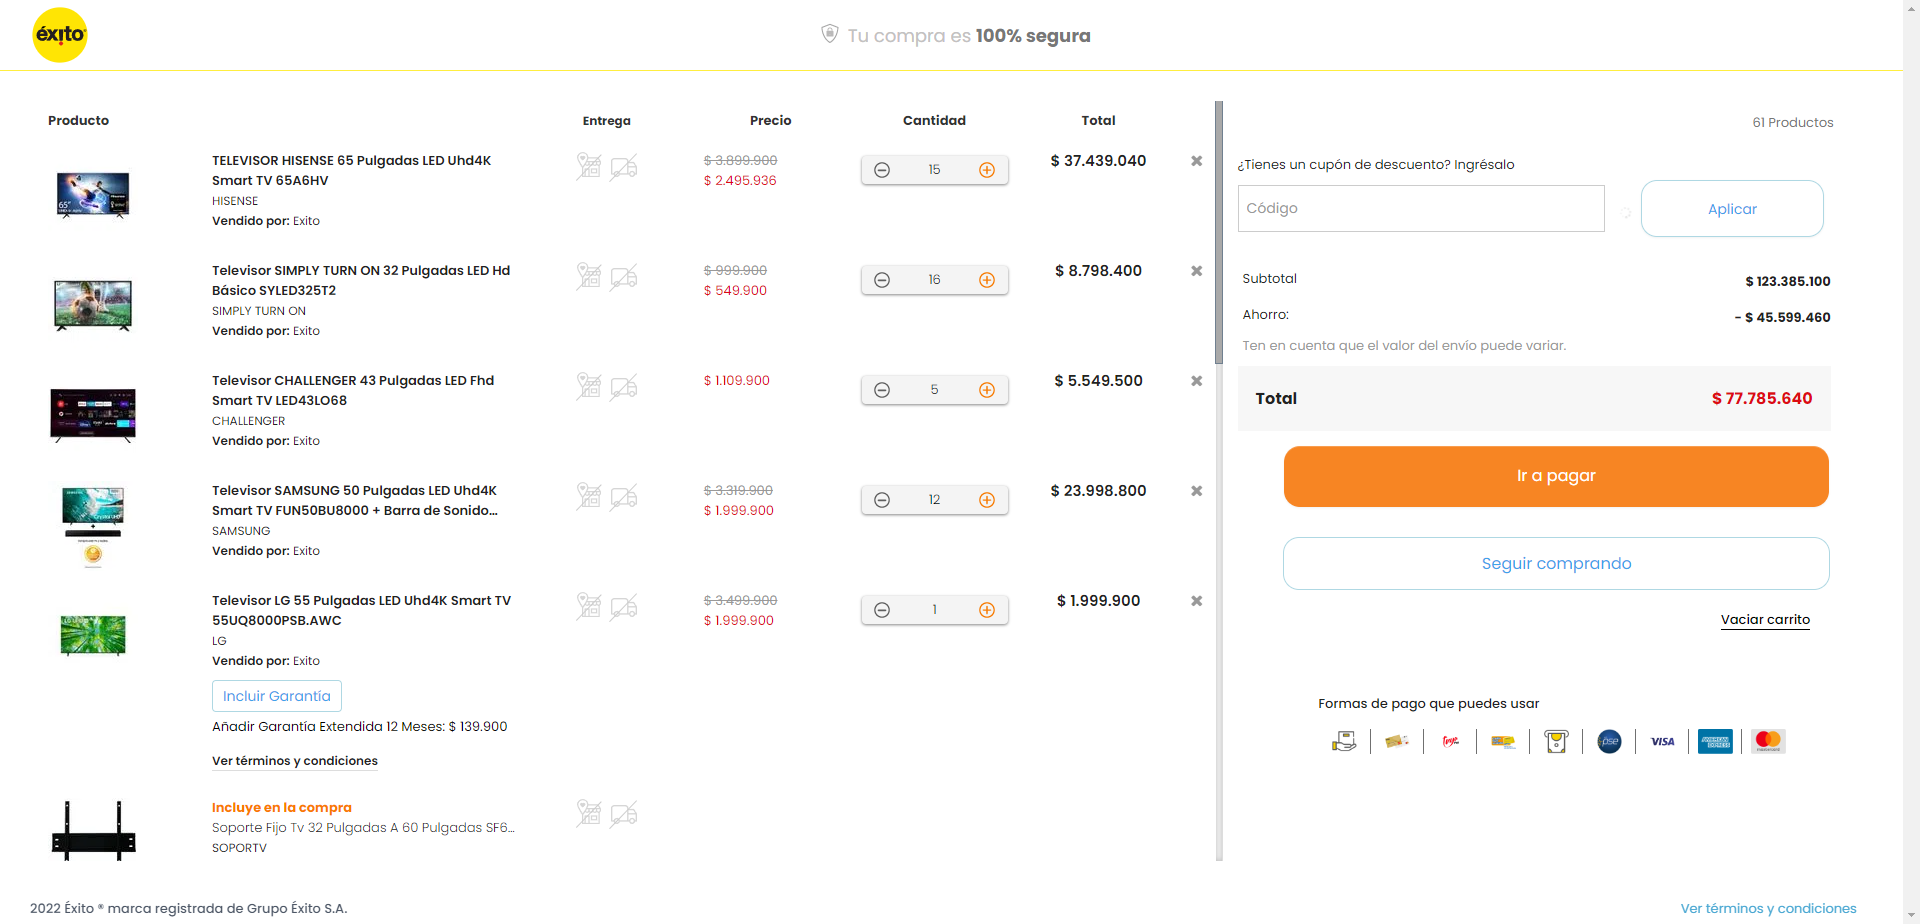 éxito
Tu compra es 100% segura
Producto
Entrega
Precio
Cantidad
Total
TELEVISOR HISENSE 65 Pulgadas LED Uhd4K
Smart TV 65A6HV
HISENSE
Vendido por: Exito
$ 3.899.900
$ 2.495.936
15
$ 37.439.040
Televisor SIMPLY TURN ON 32 Pulgadas LED Hd
Básico SYLED325T2
SIMPLY TURN ON
Vendido por: Exito
$ 999.900
$ 549.900
16
$ 8.798.400
Televisor CHALLENGER 43 Pulgadas LED Fhd
Smart TV LED43LO68
CHALLENGER
Vendido por: Exito
$ 1.109.900
5
$ 5.549.500
Televisor SAMSUNG 50 Pulgadas LED Uhd4K
Smart TV FUN50BU8000 + Barra de Sonido...
SAMSUNG
Vendido por: Exito
$ 3.319.900
$ 1.999.900
12
$ 23.998.800
Televisor LG 55 Pulgadas LED Uhd4K Smart TV
55UQ8000PSB.AWC
LG
Vendido por: Exito
$ 3.499.900
$ 1.999.900
1
$ 1.999.900
Incluir Garantía
Añadir Garantía Extendida 12 Meses: $ 139.900
Ver términos y condiciones
Incluye en la compra
Soporte Fijo Tv 32 Pulgadas A 60 Pulgadas SF6...
SOPORTV
61 Productos
¿Tienes un cupón de descuento? Ingrésalo
Código
Aplicar
Subtotal
$ 123.385.100
Ahorro:
- $ 45.599.460
Ten en cuenta que el valor del envío puede variar.
Total
$ 77.785.640
Ir a pagar
Seguir comprando
Vaciar carrito
Formas de pago que puedes usar
pse
VISA
AMERICAN EXPRESS
2022 Éxito ® marca registrada de Grupo Éxito S.A.
Ver términos y condiciones